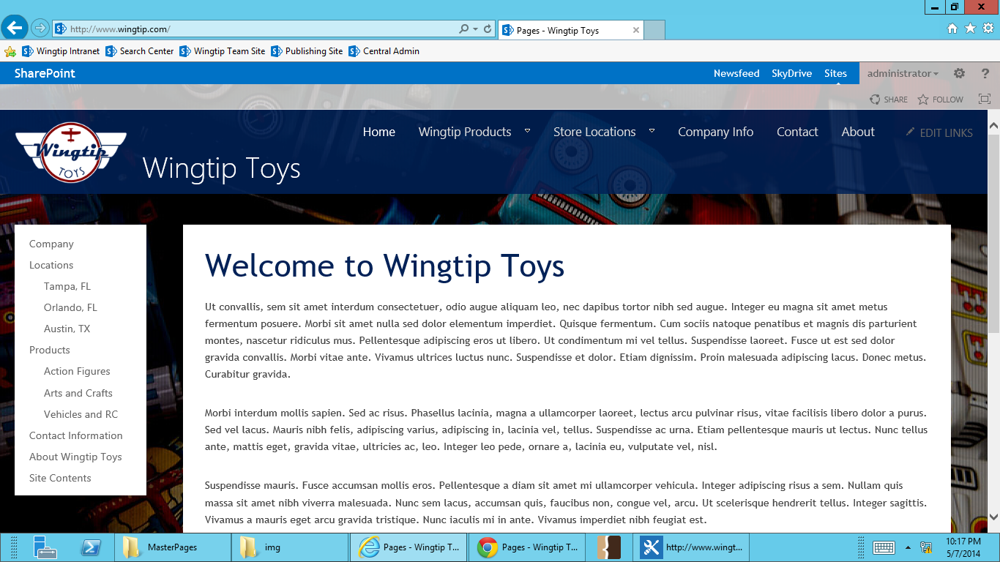 http://www.wingtip.com/
Pages - Wingtip Toys
Wingtip Intranet Search Center Wingtip Team Site Publishing Site Central Admin
SharePoint
Newsfeed SkyDrive Sites administrator ?
SHARE FOLLOW
Wingtip TOYS
Home Wingtip Products Store Locations Company Info Contact About EDIT LINKS
Wingtip Toys
Company
Locations
Tampa, FL
Orlando, FL
Austin, TX
Products
Action Figures
Arts and Crafts
Vehicles and RC
Contact Information
About Wingtip Toys
Site Contents
Welcome to Wingtip Toys
Ut convallis, sem sit amet interdum consectetuer, odio augue aliquam leo, nec dapibus tortor nibh sed augue. Integer eu magna sit amet metus
fermentum posuere. Morbi sit amet nulla sed dolor elementum imperdiet. Quisque fermentum. Cum sociis natoque penatibus et magnis dis parturient
montes, nascetur ridiculus mus. Pellentesque adipiscing eros ut libero. Ut condimentum mi vel tellus. Suspendisse laoreet. Fusce ut est sed dolor
gravida convallis. Morbi vitae ante. Vivamus ultrices luctus nunc. Suspendisse et dolor. Etiam dignissim. Proin malesuada adipiscing lacus. Donec metus.
Curabitur gravida.
Morbi interdum mollis sapien. Sed ac risus. Phasellus lacinia, magna a ullamcorper laoreet, lectus arcu pulvinar risus, vitae facilisis libero dolor a purus.
Sed vel lacus. Mauris nibh felis, adipiscing varius, adipiscing in, lacinia vel, tellus. Suspendisse ac urna. Etiam pellentesque mauris ut lectus. Nunc tellus
ante, mattis eget, gravida vitae, ultricies ac, leo. Integer leo pede, ornare a, lacinia eu, vulputate vel, nisl.
Suspendisse mauris. Fusce accumsan mollis eros. Pellentesque a diam sit amet mi ullamcorper vehicula. Integer adipiscing risus a sem. Nullam quis
massa sit amet nibh viverra malesuada. Nunc sem lacus, accumsan quis, faucibus non, congue vel, arcu. Ut scelerisque hendrerit tellus. Integer sagittis.
Vivamus a mauris eget arcu gravida tristique. Nunc iaculis mi in ante. Vivamus imperdiet nibh feugiat est.
MasterPages img Pages - Wingtip T... Pages - Wingtip T... http://www.wingt...
10:17 PM
5/7/2014